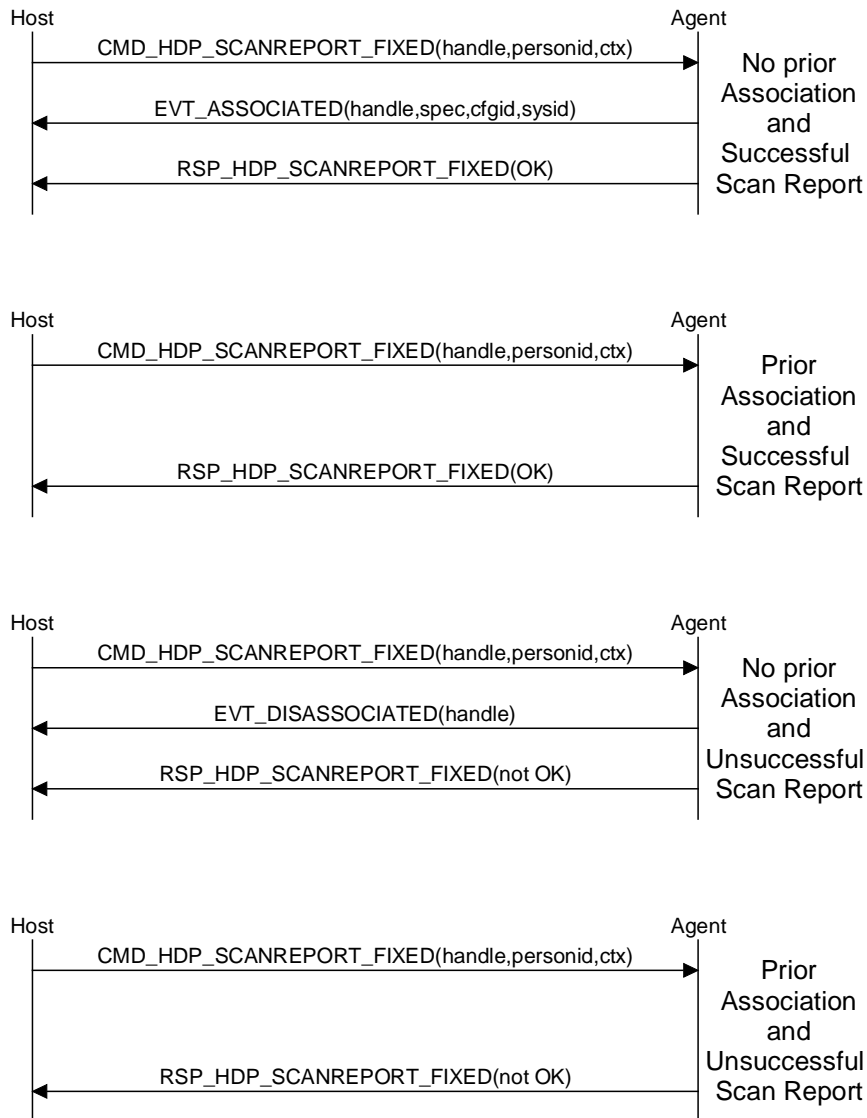 Host
Agent
CMD_HDP_SCANREPORT_FIXED(handle,personid,ctx)
EVT_ASSOCIATED(handle,spec,cfgid,sysid)
RSP_HDP_SCANREPORT_FIXED(OK)
No prior
Association
and
Successful
Scan Report
Host
Agent
CMD_HDP_SCANREPORT_FIXED(handle,personid,ctx)
RSP_HDP_SCANREPORT_FIXED(OK)
Prior
Association
and
Successful
Scan Report
Host
Agent
CMD_HDP_SCANREPORT_FIXED(handle,personid,ctx)
EVT_DISASSOCIATED(handle)
RSP_HDP_SCANREPORT_FIXED(not OK)
No prior
Association
and
Unsuccessful
Scan Report
Host
Agent
CMD_HDP_SCANREPORT_FIXED(handle,personid,ctx)
RSP_HDP_SCANREPORT_FIXED(not OK)
Prior
Association
and
Unsuccessful
Scan Report